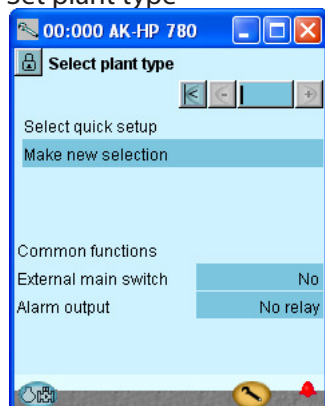 Set plant type
00:000 AK-HP 780
Select plant type
Select quick setup
Make new selection
Common functions
External main switch No
Alarm output No relay